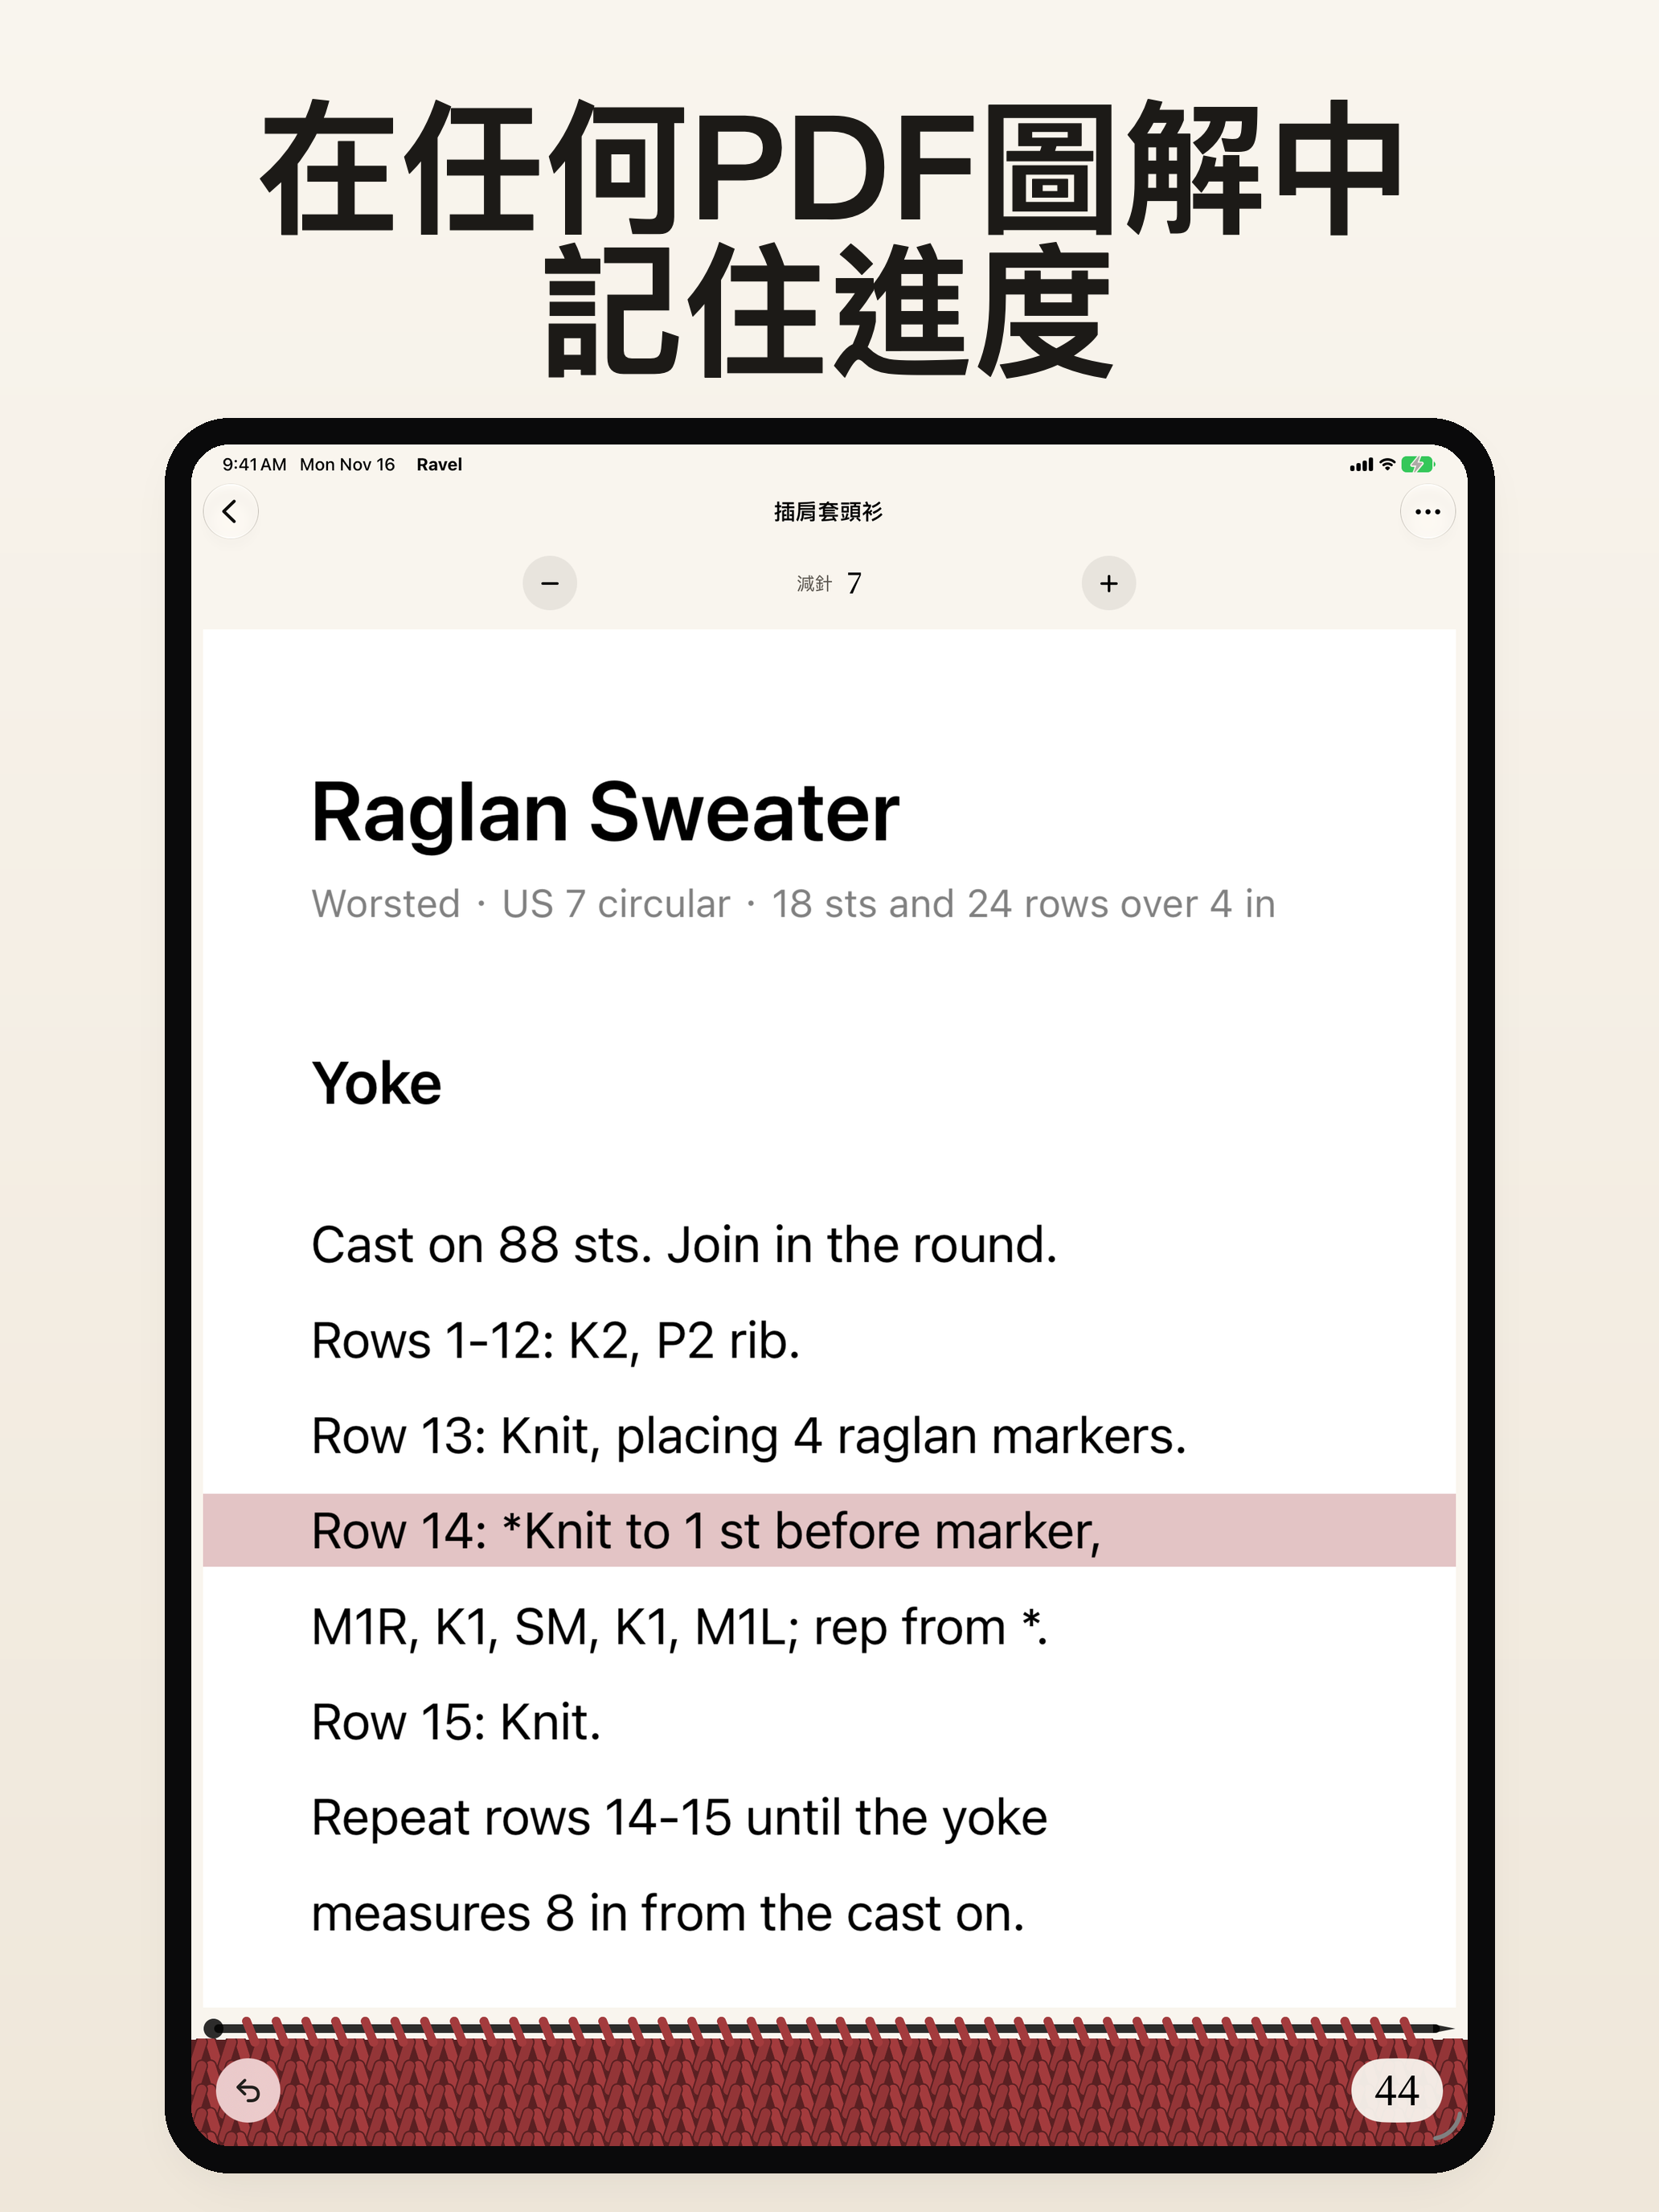 在任何PDF圖解中
記住進度
9:41 AM Mon Nov 16 Ravel
插肩套頭衫
減針 7
Raglan Sweater
Worsted · US 7 circular · 18 sts and 24 rows over 4 in
Yoke
Cast on 88 sts. Join in the round.
Rows 1-12: K2, P2 rib.
Row 13: Knit, placing 4 raglan markers.
Row 14: *Knit to 1 st before marker,
M1R, K1, SM, K1, M1L; rep from *.
Row 15: Knit.
Repeat rows 14-15 until the yoke
measures 8 in from the cast on.
44